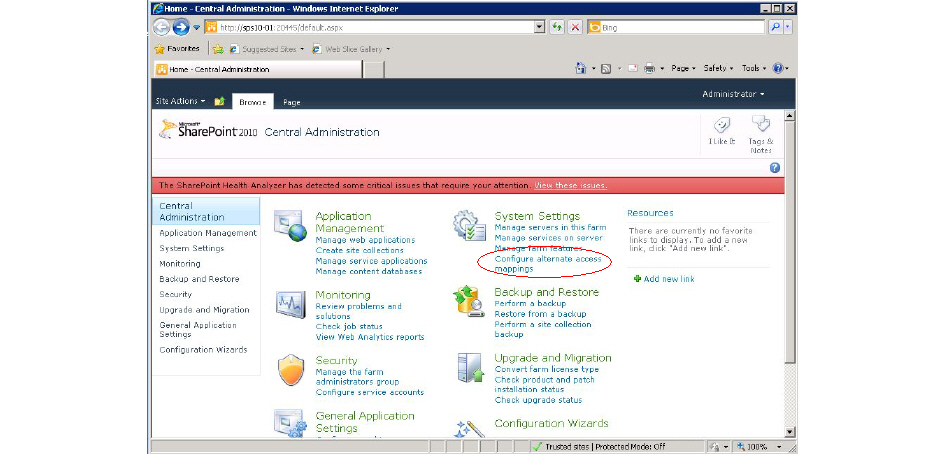 Home - Central Administration - Windows Internet Explorer
http://sps10-01:20445/default.aspx
Bing
Favorites
Suggested Sites
Web Slice Gallery
Home - Central Administration
Page
Safety
Tools
Site Actions
Browse
Page
Administrator
Microsoft
SharePoint 2010
Central Administration
I Like It
Tags &
Notes
The SharePoint Health Analyzer has detected some critical issues that require your attention. View these issues.
Central
Administration
Application Management
System Settings
Monitoring
Backup and Restore
Security
Upgrade and Migration
General Application
Settings
Configuration Wizards
Application
Management
Manage web applications
Create site collections
Manage service applications
Manage content databases
Monitoring
Review problems and
solutions
Check job status
View Web Analytics reports
Security
Manage the farm
administrators group
Configure service accounts
General Application
Settings
System Settings
Manage servers in this farm
Manage services on server
Manage farm features
Configure alternate access
mappings
Backup and Restore
Perform a backup
Restore from a backup
Perform a site collection
backup
Upgrade and Migration
Convert farm license type
Check product and patch
installation status
Check upgrade status
Configuration Wizards
Resources
There are currently no favorite
links to display. To add a new
link, click "Add new link".
Add new link
Trusted sites | Protected Mode: Off
100%